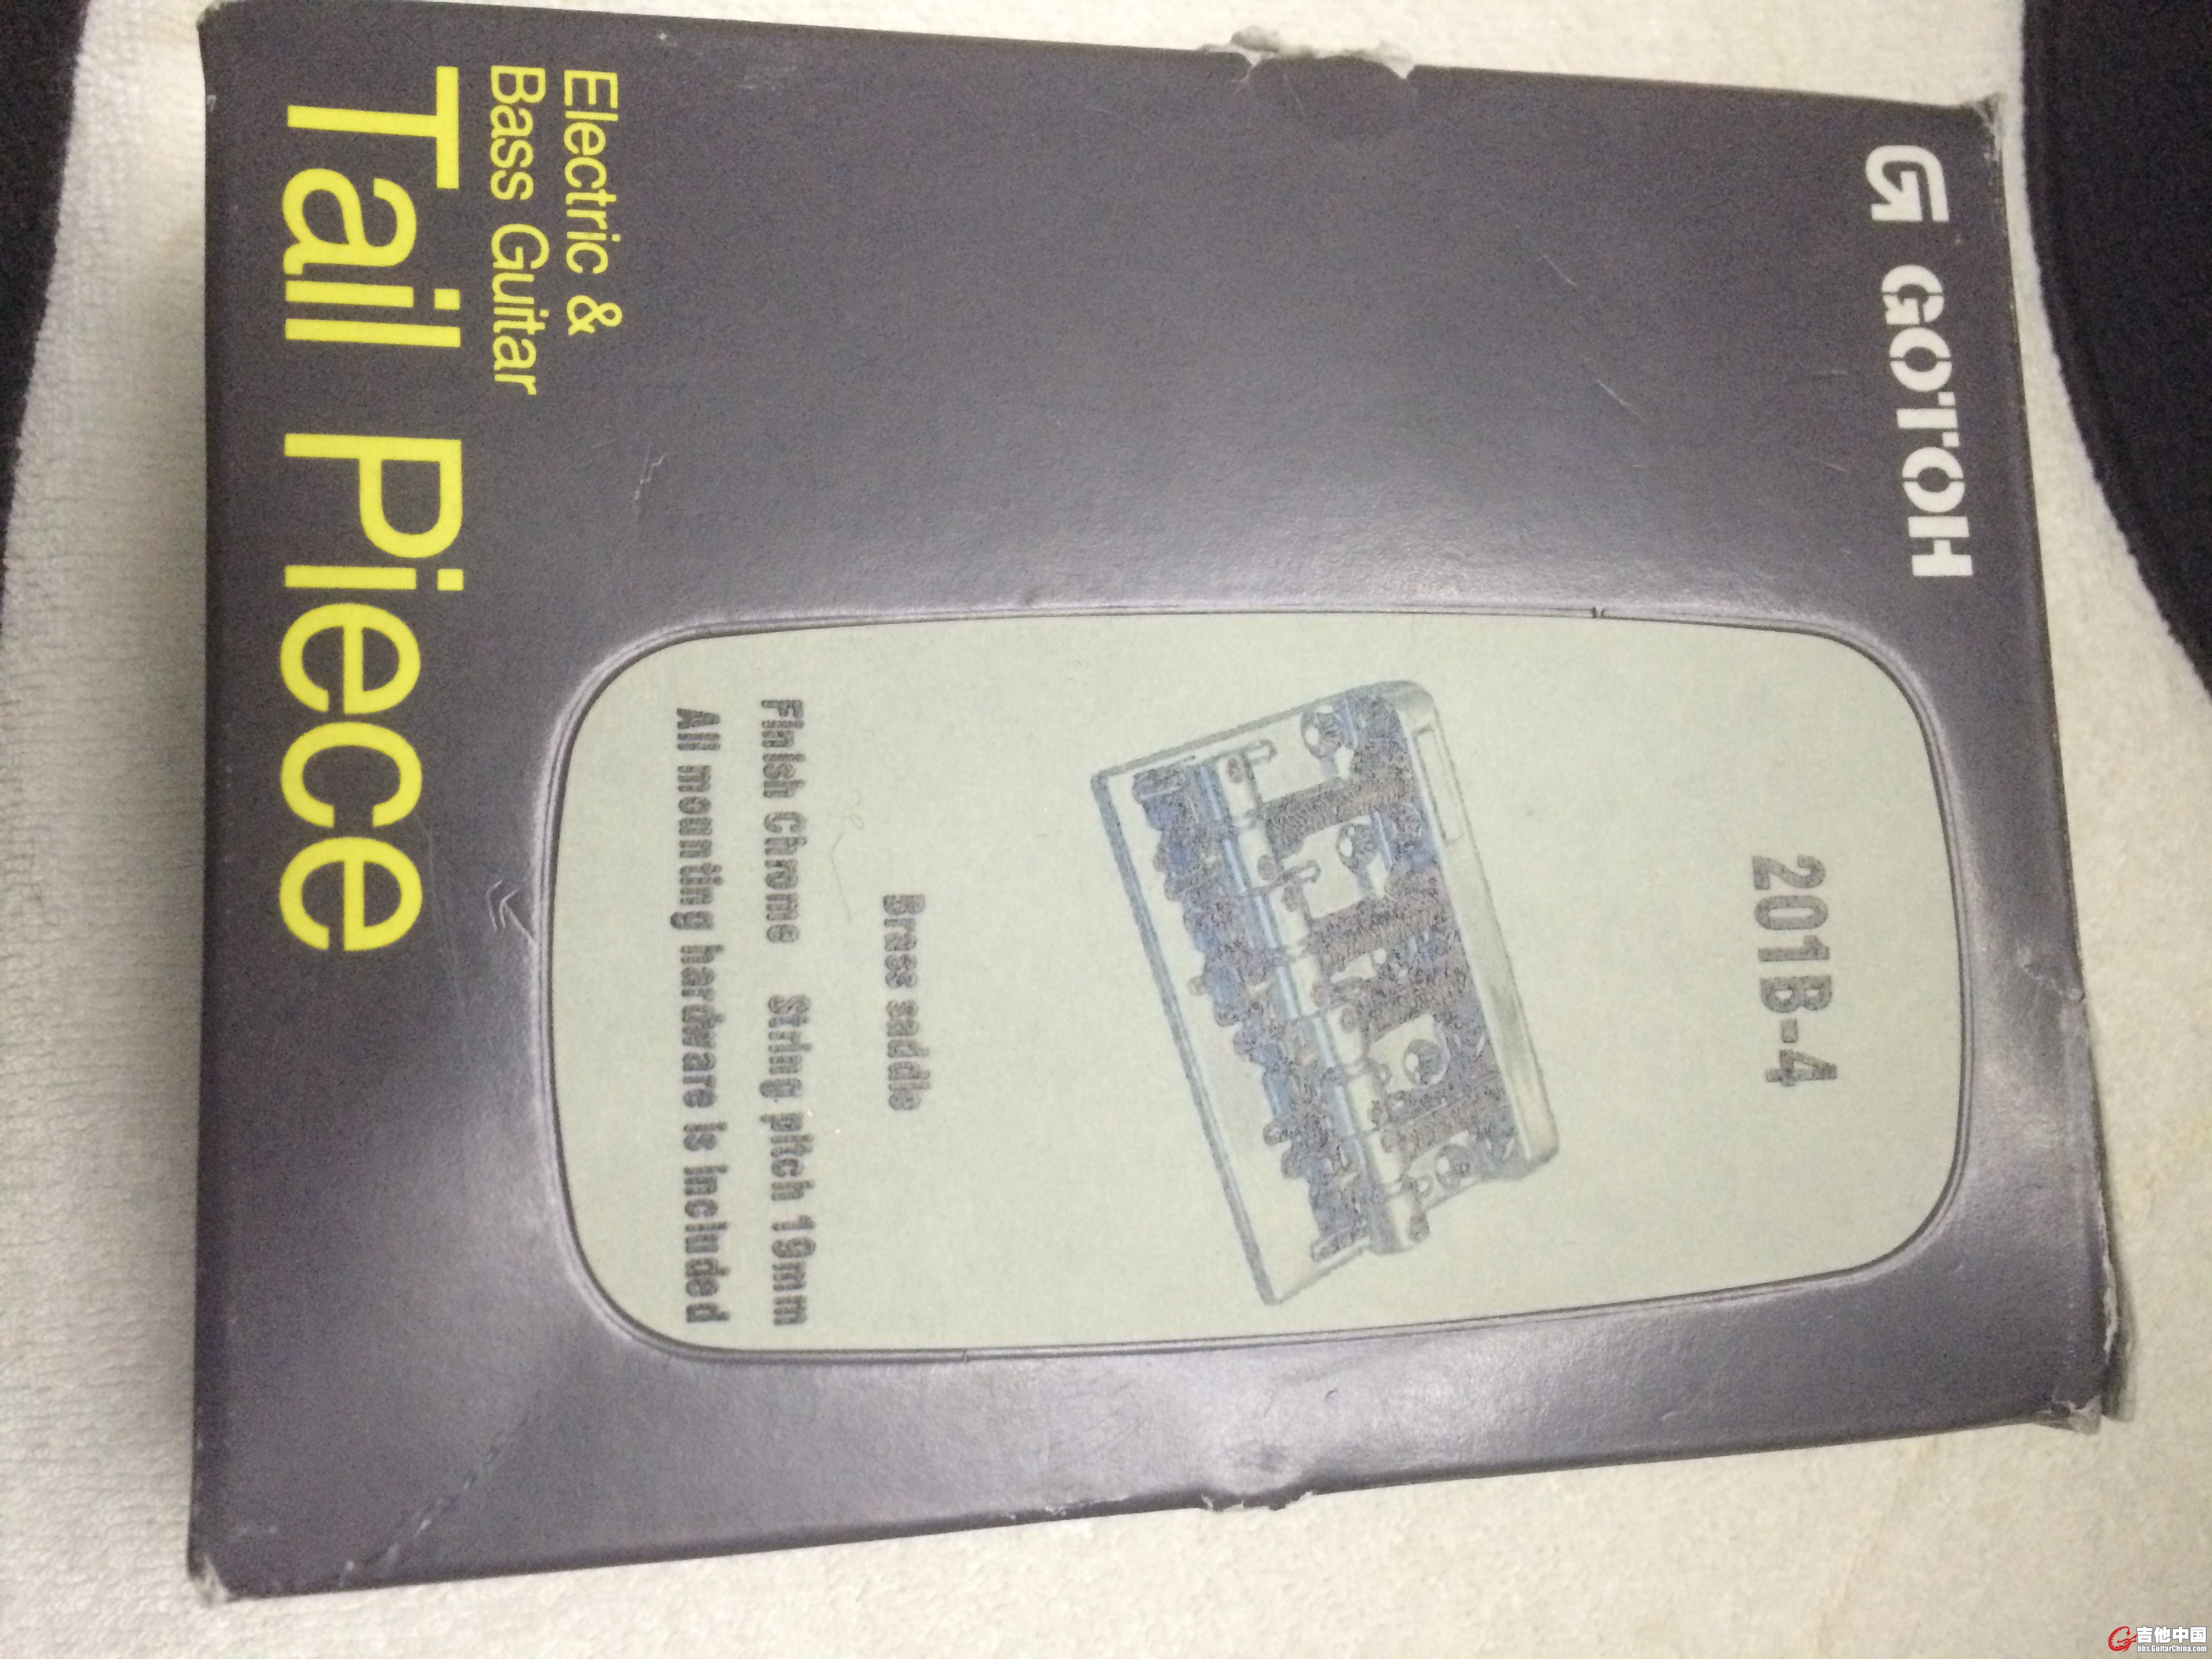 GOTOH
201B-4
Brass saddle
Finish Chrome String pitch 19mm
All mounting hardware is included
Electric &
Bass Guitar
Tail Piece
吉他中国
bbs.GuitarChina.com